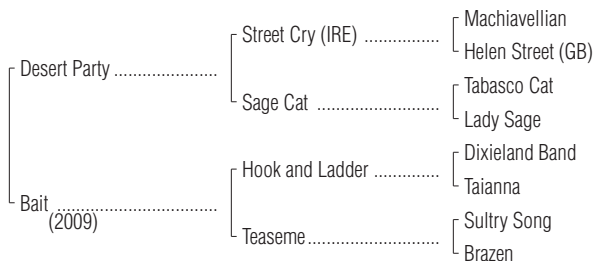 Machiavellian
Street Cry (IRE) ................
Helen Street (GB)
Desert Party ......................
Tabasco Cat
Sage Cat ..........................
Lady Sage
Dixieland Band
Hook and Ladder ..............
Taianna
Bait ..................................
(2009)
Sultry Song
Teaseme............................
Brazen